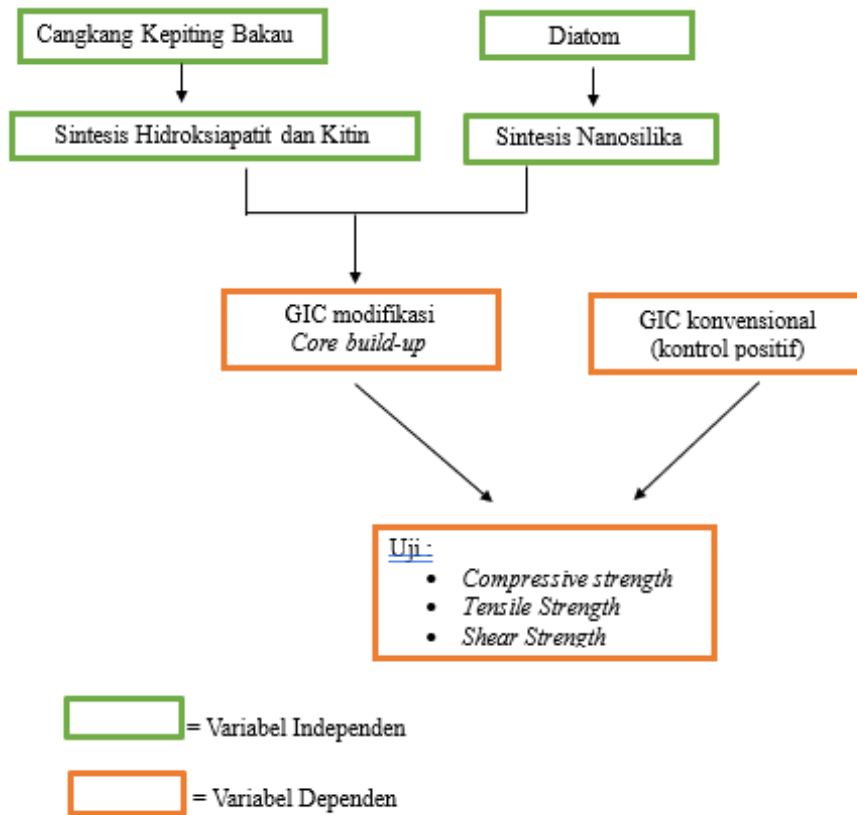 Cangkang Kepiting Bakau
Diatom
Sintesis Hidroksiapatit dan Kitin
Sintesis Nanosilika
GIC modifikasi
Core build-up
GIC konvensional
(kontrol positif)
Uji :
• Compressive strength
• Tensile Strength
• Shear Strength
= Variabel Independen
= Variabel Dependen